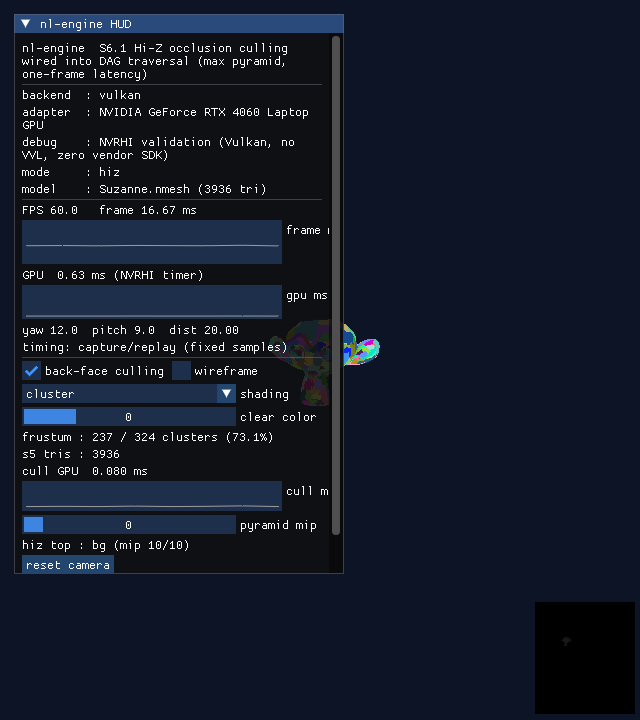 nl-engine HUD
nl-engine  S6.1 Hi-Z occlusion culling
wired into DAG traversal (max pyramid,
one-frame latency)
backend  : vulkan
adapter  : NVIDIA GeForce RTX 4060 Laptop
GPU
debug    : NVRHI validation (Vulkan, no
VVL, zero vendor SDK)
mode     : hiz
model    : Suzanne.nmesh (3936 tri)
FPS 60.0   frame 16.67 ms
frame
GPU  0.63 ms (NVRHI timer)
gpu ms
yaw 12.0  pitch 9.0  dist 20.00
timing: capture/replay (fixed samples)
back-face culling  wireframe
cluster  shading
0  clear color
frustum : 237 / 324 clusters (73.1%)
s5 tris : 3936
cull GPU  0.080 ms
cull m
0  pyramid mip
hiz top : bg (mip 10/10)
reset camera